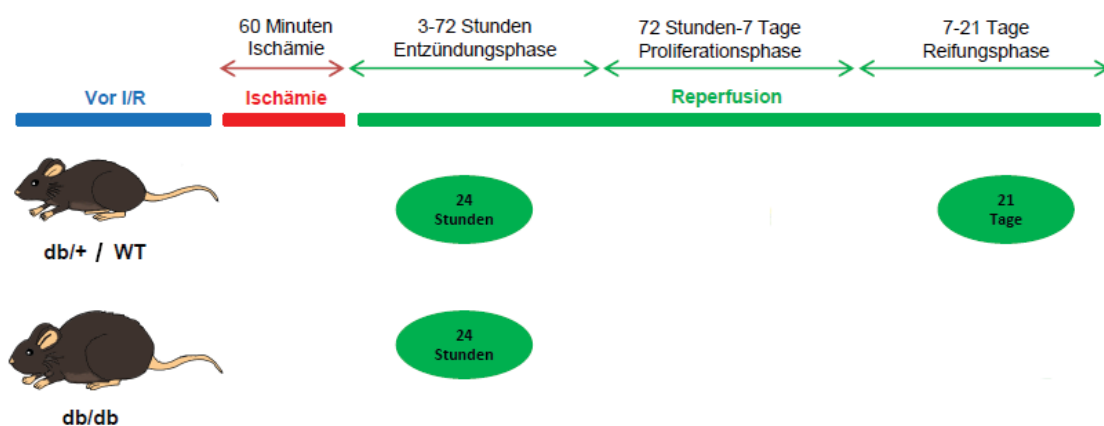 60 Minuten
Ischämie
3-72 Stunden
Entzündungsphase
72 Stunden-7 Tage
Proliferationsphase
7-21 Tage
Reifungsphase
Vor I/R
Ischämie
Reperfusion
24
Stunden
21
Tage
db/+ / WT
24
Stunden
db/db